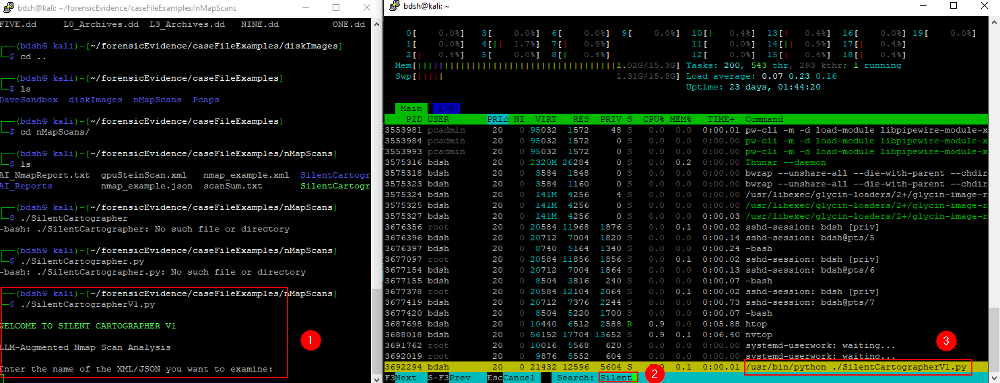 bdsh@kali: ~/forensicEvidence/caseFileExamples/nMapScans
FIVE.dd L0_Archives.dd L3_Archives.dd NINE.dd ONE.dd
(bdsh㉿ kali)-[~/forensicEvidence/caseFileExamples/diskImages]
$ cd ..
(bdsh㉿ kali)-[~/forensicEvidence/caseFileExamples]
$ ls
DaveSandbox diskImages nMapScans Pcaps
(bdsh㉿ kali)-[~/forensicEvidence/caseFileExamples]
$ cd nMapScans/
(bdsh㉿ kali)-[~/forensicEvidence/caseFileExamples/nMapScans]
$ ls
AI_NmapReport.txt gpuSteinScan.xml nmap_example.xml SilentCartogr
AI_Reports nmap_example.json scanSum.txt SilentCartogr
(bdsh㉿ kali)-[~/forensicEvidence/caseFileExamples/nMapScans]
$ ./SilentCartographer
-bash: ./SilentCartographer: No such file or directory
(bdsh㉿ kali)-[~/forensicEvidence/caseFileExamples/nMapScans]
$ ./SilentCartographer.py
-bash: ./SilentCartographer.py: No such file or directory
(bdsh㉿ kali)-[~/forensicEvidence/caseFileExamples/nMapScans]
$ ./SilentCartographerV1.py
WELCOME TO SILENT CARTOGRAPHER V1
LLM-Augmented Nmap Scan Analysis
Enter the name of the XML/JSON you want to examine:
1
bdsh@kali: ~
0[ 0.0%] 3[ 0.0%] 6[ 0.0%] 9[ 0.0%] 10[| 0.4%] 13[| 0.4%] 16[ 0.0%] 19[ 0.0%]
1[ 0.0%] 4[|| 1.7%] 7[| 0.9%] 11[ 0.0%] 14[|| 0.9%] 17[| 0.4%]
2[| 0.4%] 5[ 0.0%] 8[| 0.4%] 12[ 0.0%] 15[| 0.4%] 18[| 0.4%]
Mem[ 1.02G/15.3G] Tasks: 200, 543 thr, 293 kthr; 1 running
Swp[||||| 1.31G/15.8G] Load average: 0.07 0.23 0.16
Uptime: 23 days, 01:44:20
Main I/O
PID USER PRI△ NI VIRT RES PRIV S CPU% MEM% TIME+ Command
3553981 pcadmin 20 0 95032 1572 48 S 0.0 0.0 0:00.01 pw-cli -m -d load-module libpipewire-module-x
3553984 pcadmin 20 0 95032 1572 0 S 0.0 0.0 0:00.00 pw-cli -m -d load-module libpipewire-module-x
3553993 pcadmin 20 0 95032 1572 0 S 0.0 0.0 0:00.00 pw-cli -m -d load-module libpipewire-module-x
3575316 bdsh 20 0 2320M 26284 0 S 0.0 0.2 0:00.00 Thunar --daemon
3575318 bdsh 20 0 3584 1848 0 S 0.0 0.0 0:00.00 bwrap --unshare-all --die-with-parent --chdir
3575323 bdsh 20 0 3584 1160 0 S 0.0 0.0 0:00.00 bwrap --unshare-all --die-with-parent --chdir
3575324 bdsh 20 0 141M 4256 4 S 0.0 0.0 0:00.00 /usr/libexec/glycin-loaders/2+/glycin-image-r
3575325 bdsh 20 0 141M 4256 0 S 0.0 0.0 0:00.00 /usr/libexec/glycin-loaders/2+/glycin-image-r
3575327 bdsh 20 0 141M 4256 0 S 0.0 0.0 0:00.03 /usr/libexec/glycin-loaders/2+/glycin-image-r
3676356 root 20 0 20584 11968 1876 S 0.0 0.1 0:00.02 sshd-session: bdsh [priv]
3676396 bdsh 20 0 20712 7004 1820 S 0.0 0.0 0:00.14 sshd-session: bdsh@pts/5
3676397 bdsh 20 0 8740 5164 1340 S 0.0 0.0 0:00.24 -bash
3677097 root 20 0 20584 11856 1856 S 0.0 0.1 0:00.02 sshd-session: bdsh [priv]
3677154 bdsh 20 0 20712 7004 1864 S 0.0 0.0 0:00.13 sshd-session: bdsh@pts/6
3677155 bdsh 20 0 8504 3816 240 S 0.0 0.0 0:00.07 -bash
3677378 root 20 0 20584 12104 2064 S 0.0 0.1 0:00.02 sshd-session: bdsh [priv]
3677419 bdsh 20 0 20712 7376 2244 S 0.0 0.0 0:00.73 sshd-session: bdsh@pts/7
3677420 bdsh 20 0 8504 5220 1700 S 0.0 0.0 0:00.07 -bash
3687698 bdsh 20 0 10440 6512 2588 R 0.9 0.0 0:05.88 htop
3688018 bdsh 20 0 56152 17704 13652 S 0.9 0.1 0:06.40 nvtop
3691762 root 20 0 10016 5568 620 S 0.0 0.0 0:00.00 systemd-userwork: waiting...
3692019 root 20 0 9876 5552 604 S 0.0 0.0 0:00.00 systemd-userwork: waiting...
3692294 bdsh 20 0 21432 12596 5604 S 0.0 0.1 0:00.01 /usr/bin/python ./SilentCartographerV1.py
F3Next S-F3Prev EscCancel Search: Silent
2
3